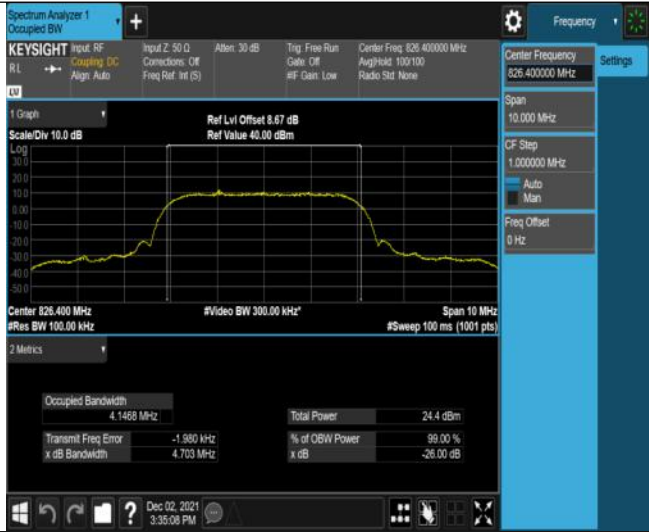 Spectrum Analyzer 1
Occupied BW
+
Frequency
KEYSIGHT
RL
Input: RF
Coupling: DC
Align: Auto
Input Z: 50 Ω
Corrections: Off
Freq Ref: Int (S)
Atten: 30 dB
Trig: Free Run
Gate: Off
#IF Gain: Low
Center Freq: 826.400000 MHz
Avg|Hold: 100/100
Radio Std: None
LV
1 Graph
Scale/Div 10.0 dB
Ref Lvl Offset 8.67 dB
Ref Value 40.00 dBm
Log
30.0
20.0
10.0
0.00
-10.0
-20.0
-30.0
-40.0
-50.0
Center 826.400 MHz
#Res BW 100.00 kHz
#Video BW 300.00 kHz*
Span 10 MHz
#Sweep 100 ms (1001 pts)
2 Metrics
Occupied Bandwidth
4.1468 MHz
Transmit Freq Error -1.980 kHz
x dB Bandwidth 4.703 MHz
Total Power 24.4 dBm
% of OBW Power 99.00 %
x dB -26.00 dB
Center Frequency
826.400000 MHz
Settings
Span
10.000 MHz
CF Step
1.000000 MHz
Auto
Man
Freq Offset
0 Hz
?
Dec 02, 2021
3:35:08 PM